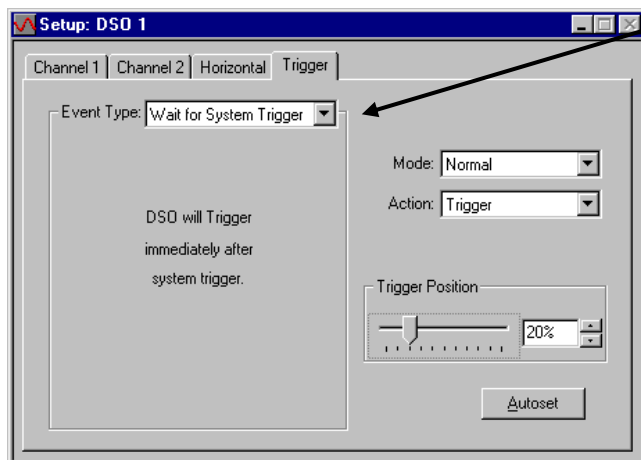 Setup: DSO 1
Channel 1 Channel 2 Horizontal Trigger
Event Type: Wait for System Trigger
DSO will Trigger
immediately after
system trigger.
Mode: Normal
Action: Trigger
Trigger Position
20%
Autoset